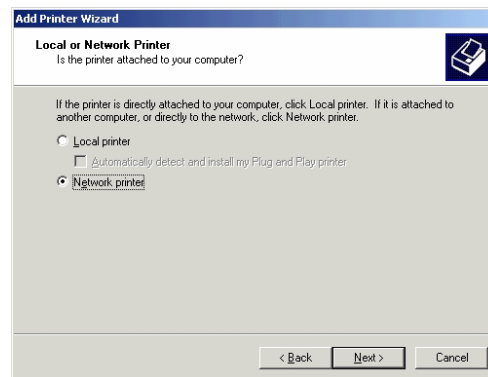 Add Printer Wizard
Local or Network Printer
Is the printer attached to your computer?
If the printer is directly attached to your computer, click Local printer. If it is attached to
another computer, or directly to the network, click Network printer.
Local printer
Automatically detect and install my Plug and Play printer
Network printer
< Back
Next >
Cancel